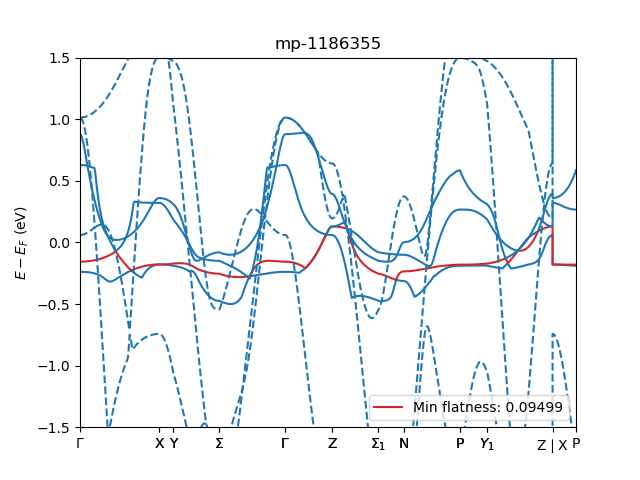 mp-1186355
E − E_F (eV)
1.5
1.0
0.5
0.0
−0.5
−1.0
−1.5
Min flatness: 0.09499
Γ X Y Σ Γ Z Σ₁ N P Y₁ Z | X P